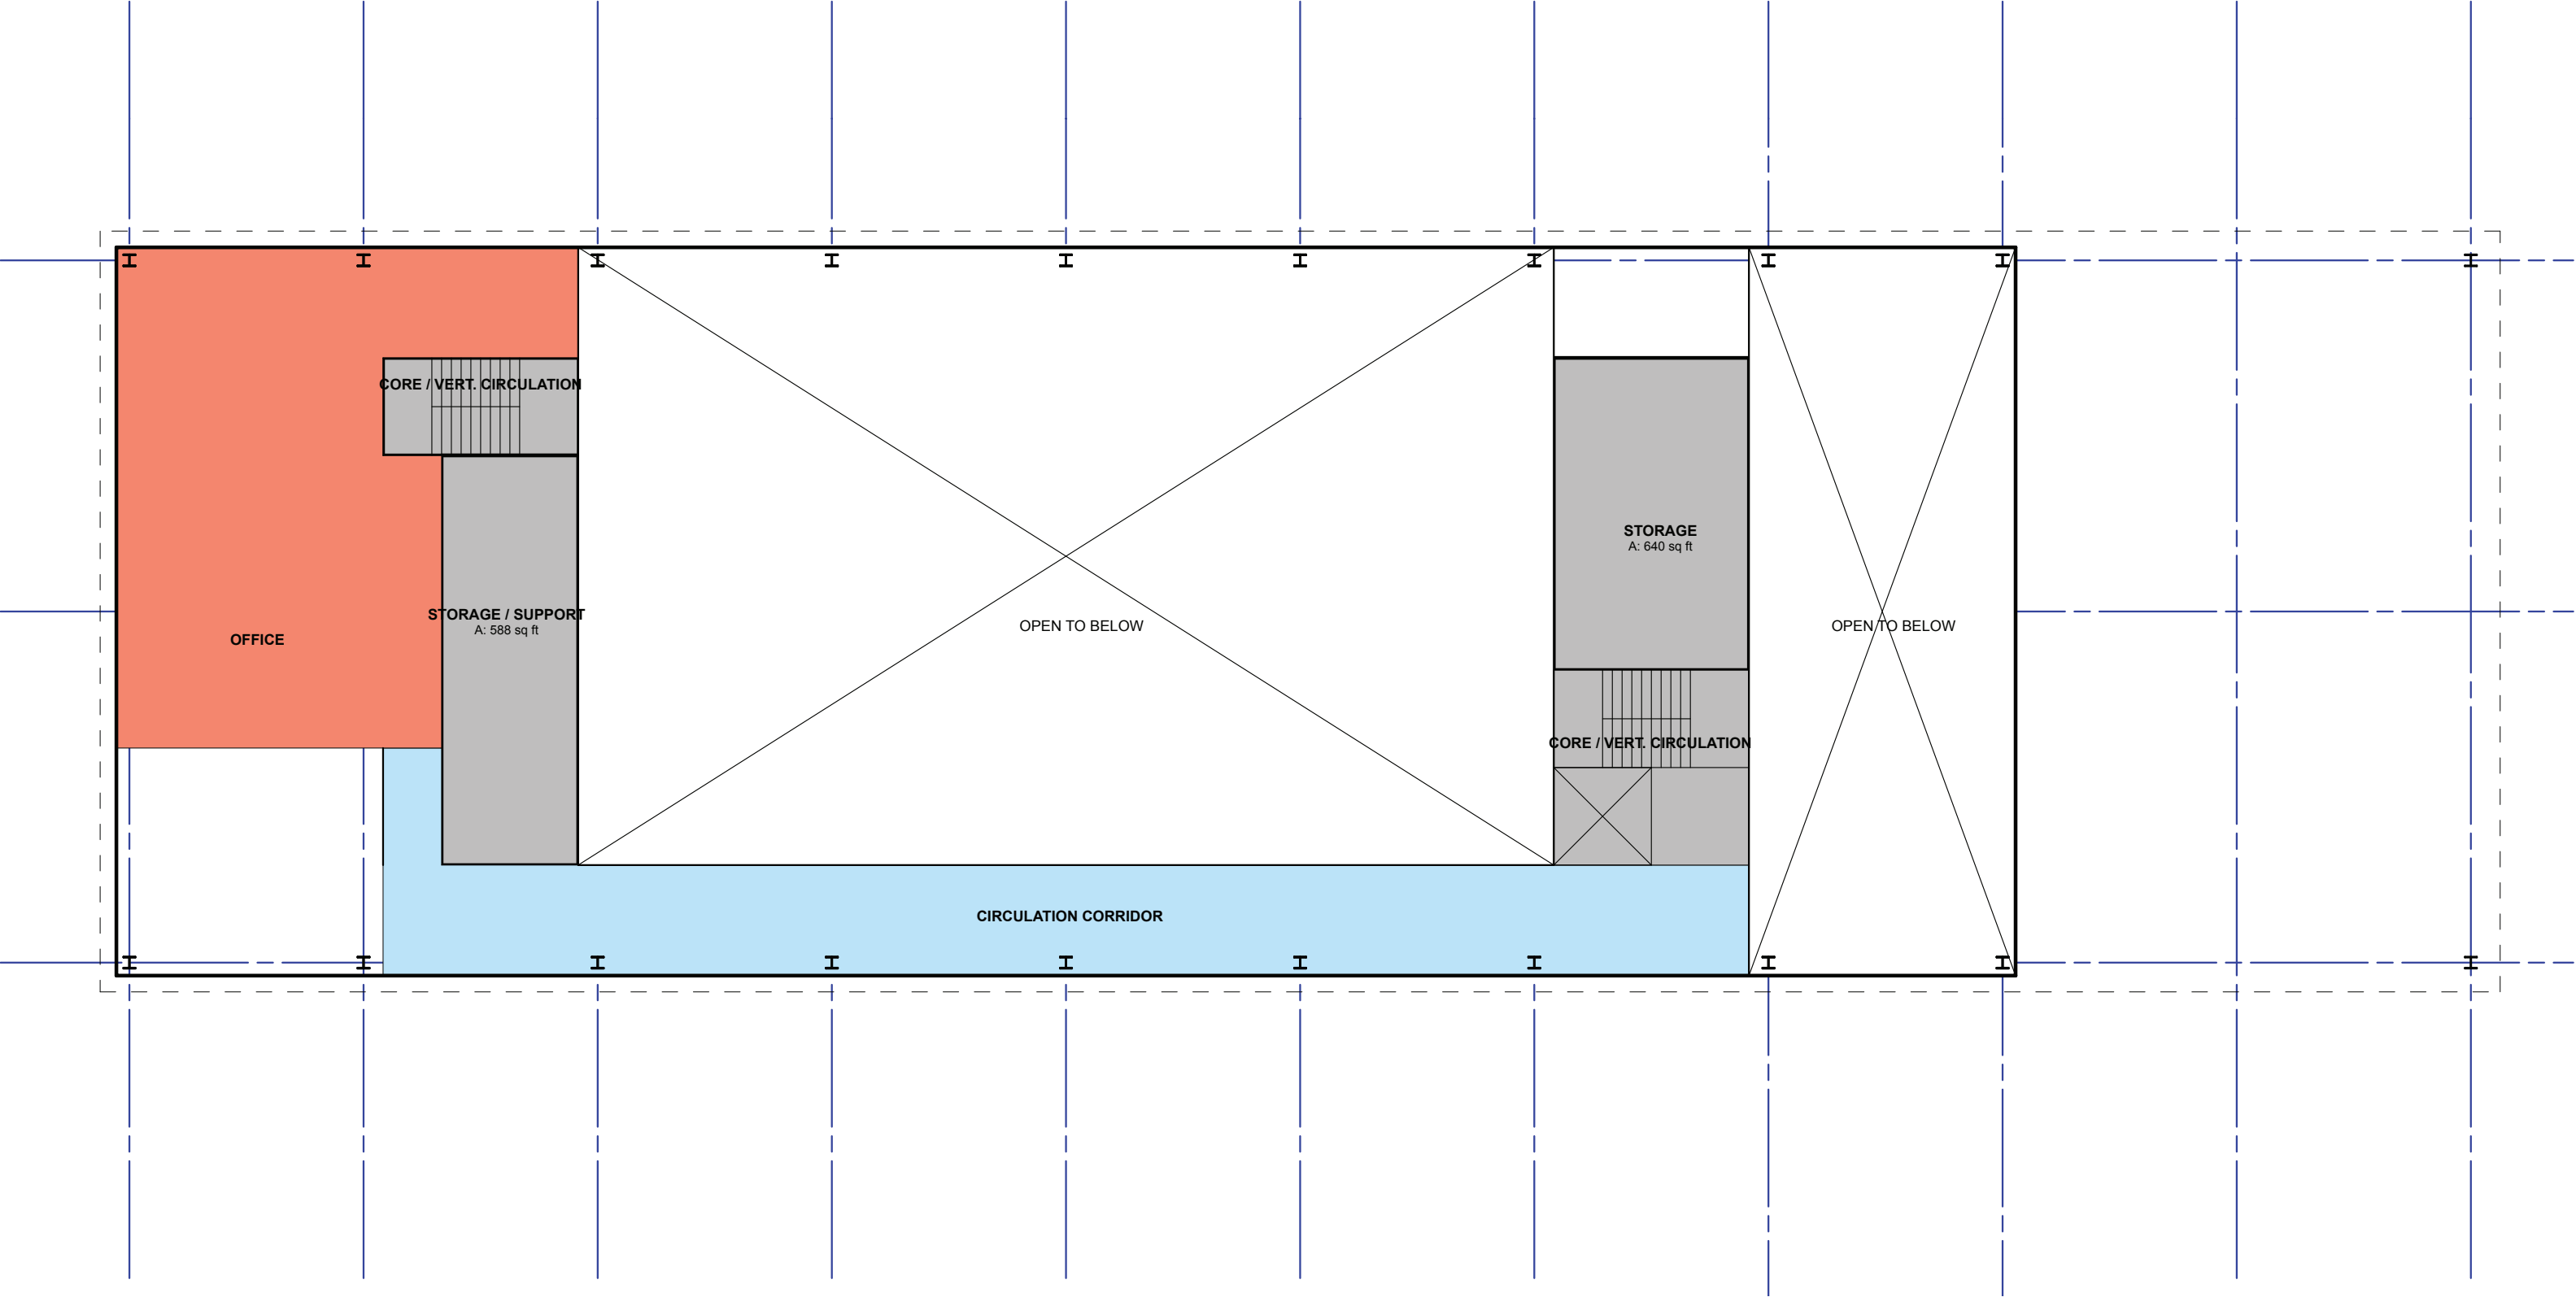 CORE / VERT. CIRCULATION
STORAGE
A: 640 sq ft
STORAGE / SUPPORT
A: 588 sq ft
OPEN TO BELOW
OPEN TO BELOW
OFFICE
CORE / VERT. CIRCULATION
CIRCULATION CORRIDOR